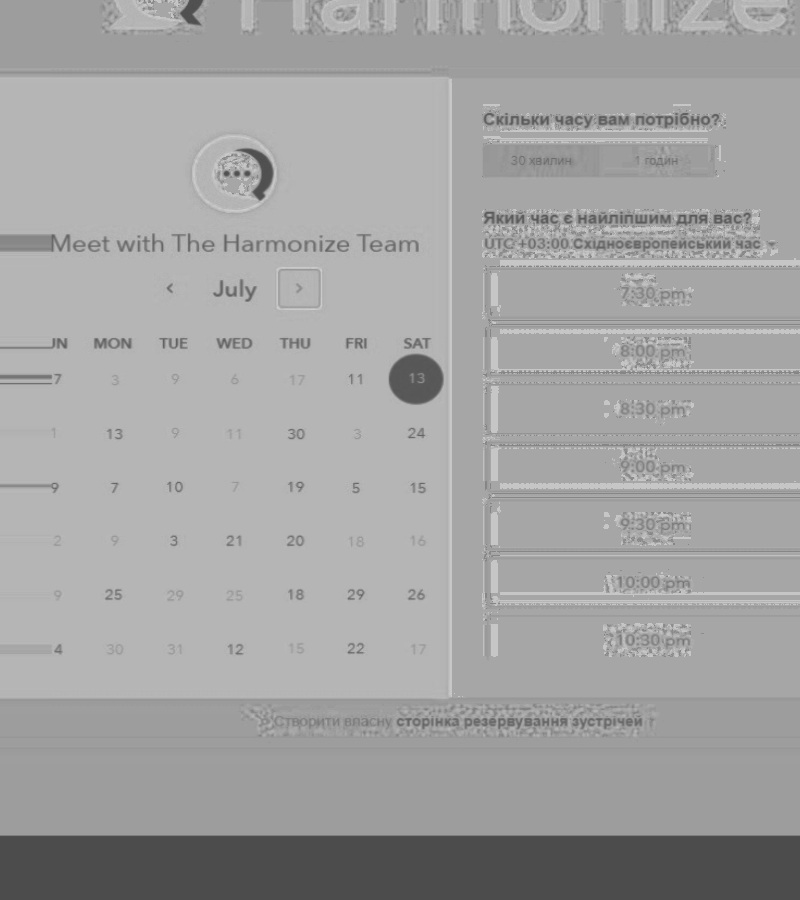 Harmonize
Meet with The Harmonize Team
‹ July ›
UN MON TUE WED THU FRI SAT
7 3 9 6 17 11 13
1 13 9 11 30 3 24
9 7 10 7 19 5 15
2 9 3 21 20 18 16
9 25 29 25 18 29 26
4 30 31 12 15 22 17
Скільки часу вам потрібно?
30 хвилин 1 годин
Який час є найліпшим для вас?
UTC +03:00 Східноєвропейський час
7:30 pm
8:00 pm
8:30 pm
9:00 pm
9:30 pm
10:00 pm
10:30 pm
Створити власну сторінка резервування зустрічей